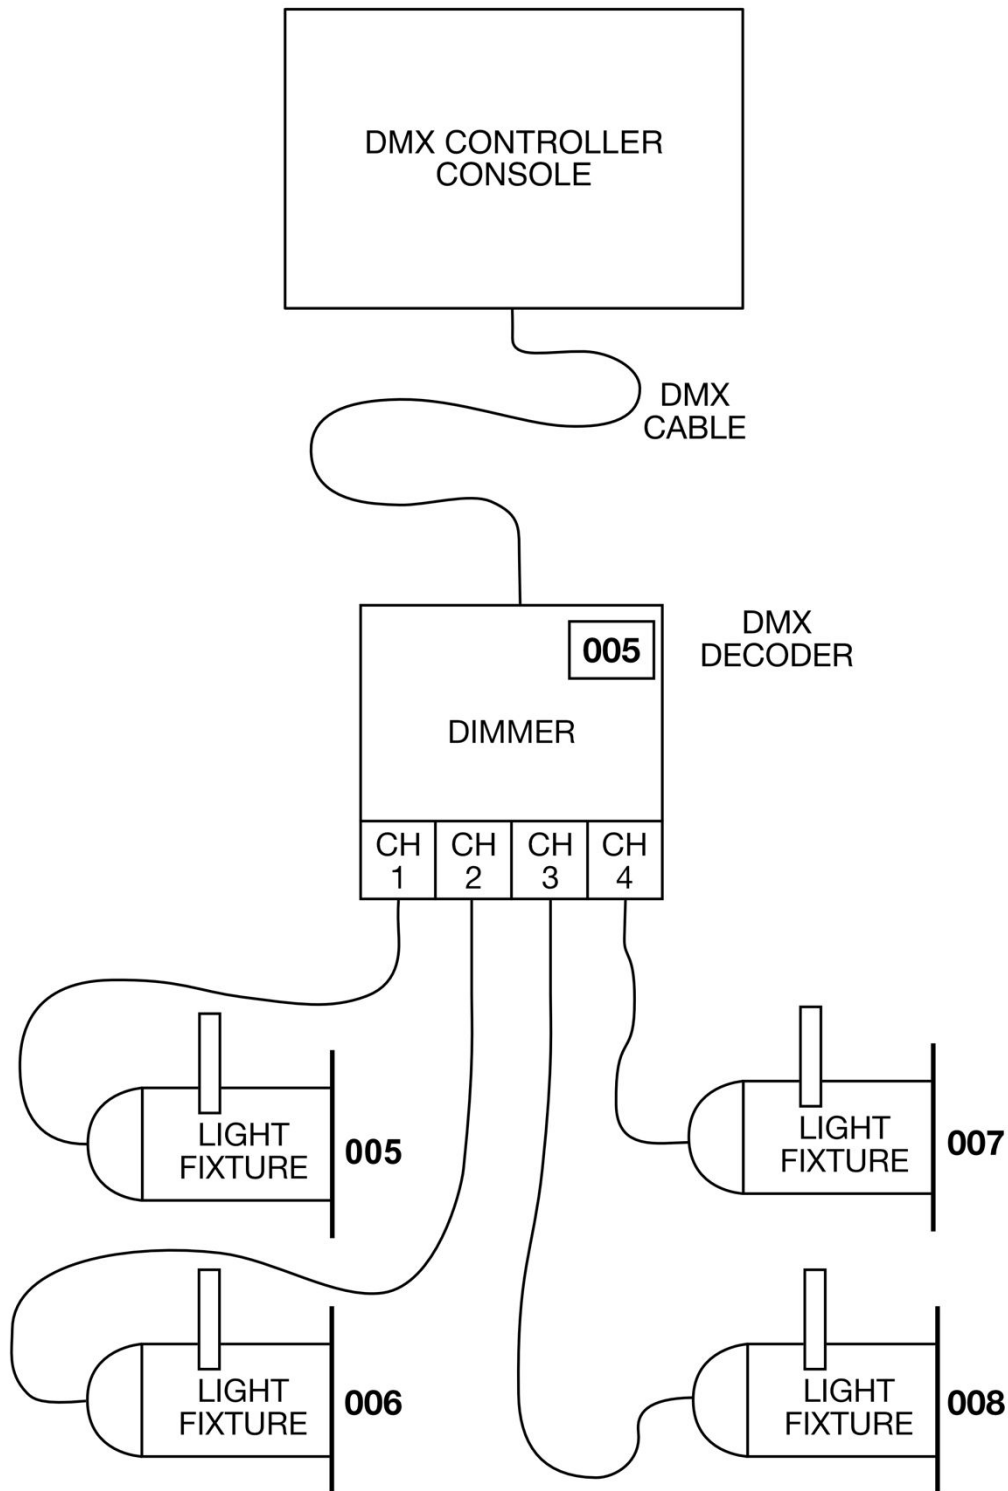 DMX CONTROLLER
CONSOLE
DMX
CABLE
005
DMX
DECODER
DIMMER
CH
1
CH
2
CH
3
CH
4
LIGHT
FIXTURE
005
LIGHT
FIXTURE
007
LIGHT
FIXTURE
006
LIGHT
FIXTURE
008